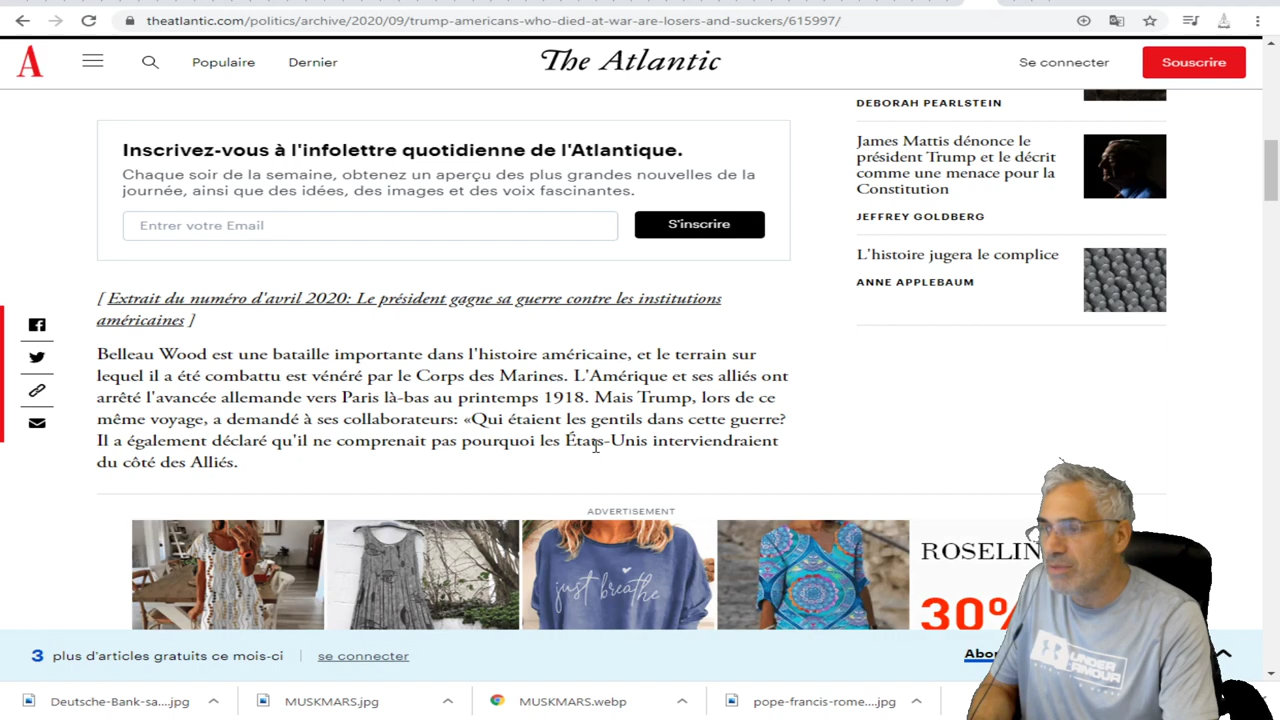 theatlantic.com/politics/archive/2020/09/trump-americans-who-died-at-war-are-losers-and-suckers/615997/
A
Populaire
Dernier
The Atlantic
Se connecter
Souscrire
Inscrivez-vous à l'infolettre quotidienne de l'Atlantique.
Chaque soir de la semaine, obtenez un aperçu des plus grandes nouvelles de la
journée, ainsi que des idées, des images et des voix fascinantes.
Entrer votre Email
S'inscrire
[ Extrait du numéro d'avril 2020: Le président gagne sa guerre contre les institutions
américaines ]
Belleau Wood est une bataille importante dans l'histoire américaine, et le terrain sur
lequel il a été combattu est vénéré par le Corps des Marines. L'Amérique et ses alliés ont
arrêté l'avancée allemande vers Paris là-bas au printemps 1918. Mais Trump, lors de ce
même voyage, a demandé à ses collaborateurs: «Qui étaient les gentils dans cette guerre?
Il a également déclaré qu'il ne comprenait pas pourquoi les États-Unis interviendraient
du côté des Alliés.
DEBORAH PEARLSTEIN
James Mattis dénonce le
président Trump et le décrit
comme une menace pour la
Constitution
JEFFREY GOLDBERG
L'histoire jugera le complice
ANNE APPLEBAUM
ADVERTISEMENT
just breathe
ROSELIN
30%
3 plus d'articles gratuits ce mois-ci
se connecter
UNDER ARMOUR
Deutsche-Bank-sa....jpg
MUSKMARS.jpg
MUSKMARS.webp
pope-francis-rome....jpg